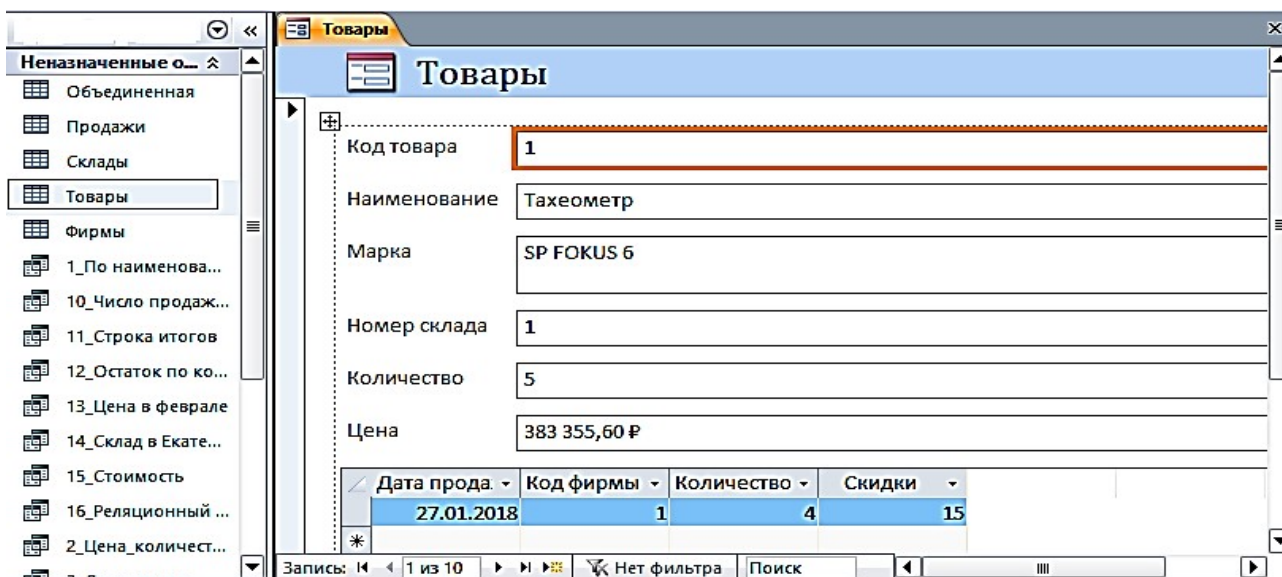 Товары
Неназначенные о...
Объединенная
Продажи
Склады
Товары
Фирмы
1_По наименова...
10_Число продаж...
11_Строка итогов
12_Остаток по ко...
13_Цена в феврале
14_Склад в Екате...
15_Стоимость
16_Реляционный ...
2_Цена_количест...
Товары
Код товара 1
Наименование Тахеометр
Марка SP FOKUS 6
Номер склада 1
Количество 5
Цена 383 355,60 ₽
Дата прода. Код фирмы Количество Скидки
27.01.2018 1 4 15
Запись: 1 из 10 Нет фильтра Поиск